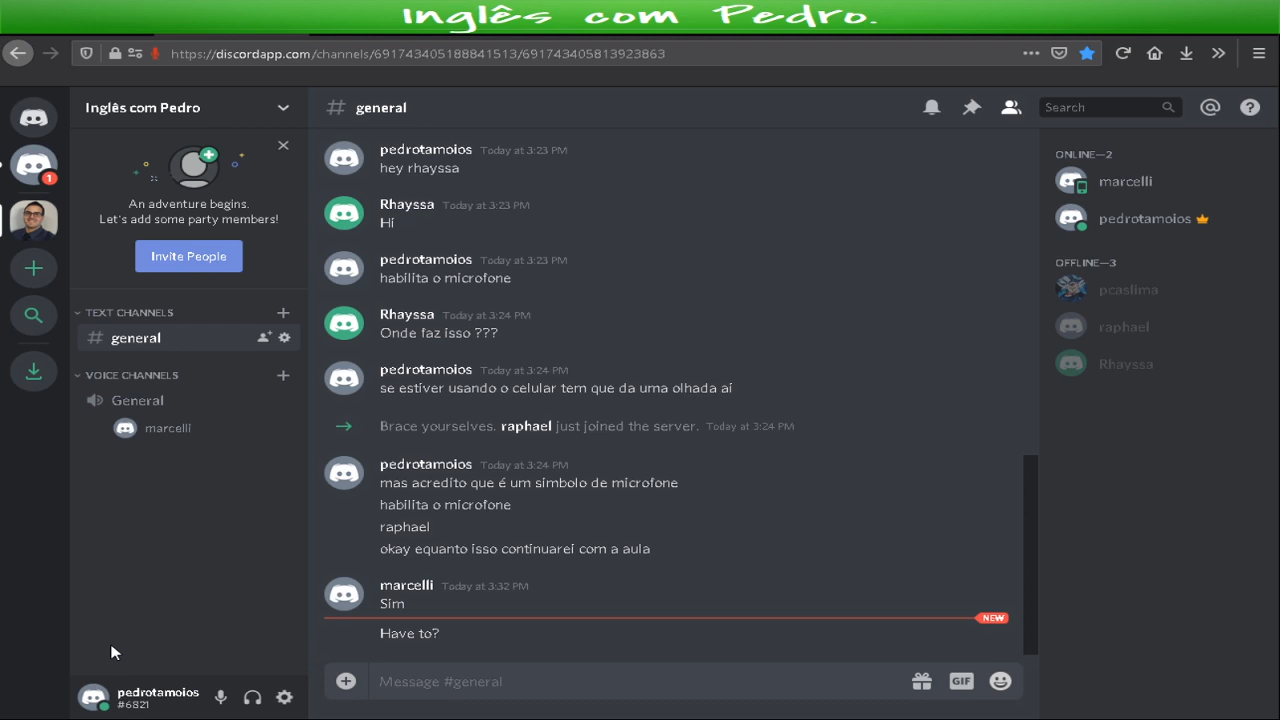 Inglês com Pedro.
https://discordapp.com/channels/691743405188841513/691743405813923863
Inglês com Pedro
An adventure begins.
Let's add some party members!
Invite People
TEXT CHANNELS
general
VOICE CHANNELS
General
marcelli
pedrotamoios
#6821
1
# general
Search
pedrotamoios Today at 3:23 PM
hey rhayssa
Rhayssa Today at 3:23 PM
Hi
pedrotamoios Today at 3:23 PM
habilita o microfone
Rhayssa Today at 3:24 PM
Onde faz isso ???
pedrotamoios Today at 3:24 PM
se estiver usando o celular tem que da uma olhada aí
Brace yourselves. raphael just joined the server. Today at 3:24 PM
pedrotamoios Today at 3:24 PM
mas acredito que é um simbolo de microfone
habilita o microfone
raphael
okay equanto isso continuarei com a aula
marcelli Today at 3:32 PM
Sim
NEW
Have to?
Message #general
GIF
ONLINE—2
marcelli
pedrotamoios
OFFLINE—3
pcaslima
raphael
Rhayssa